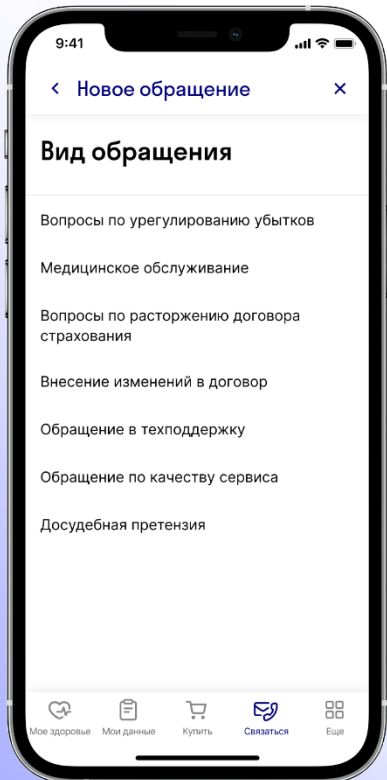 9:41
Новое обращение
Вид обращения
Вопросы по урегулированию убытков
Медицинское обслуживание
Вопросы по расторжению договора
страхования
Внесение изменений в договор
Обращение в техподдержку
Обращение по качеству сервиса
Досудебная претензия
Мое здоровье Мои данные Купить Связаться Еще